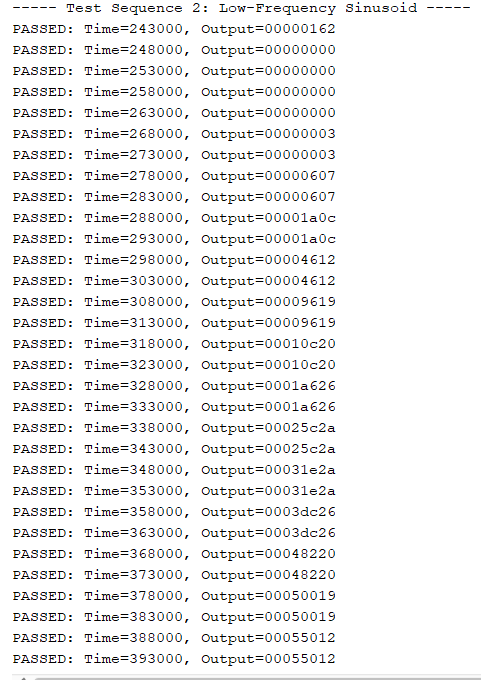 ----- Test Sequence 2: Low-Frequency Sinusoid -----
PASSED: Time=243000, Output=00000162
PASSED: Time=248000, Output=00000000
PASSED: Time=253000, Output=00000000
PASSED: Time=258000, Output=00000000
PASSED: Time=263000, Output=00000000
PASSED: Time=268000, Output=00000003
PASSED: Time=273000, Output=00000003
PASSED: Time=278000, Output=00000607
PASSED: Time=283000, Output=00000607
PASSED: Time=288000, Output=00001a0c
PASSED: Time=293000, Output=00001a0c
PASSED: Time=298000, Output=00004612
PASSED: Time=303000, Output=00004612
PASSED: Time=308000, Output=00009619
PASSED: Time=313000, Output=00009619
PASSED: Time=318000, Output=00010c20
PASSED: Time=323000, Output=00010c20
PASSED: Time=328000, Output=0001a626
PASSED: Time=333000, Output=0001a626
PASSED: Time=338000, Output=00025c2a
PASSED: Time=343000, Output=00025c2a
PASSED: Time=348000, Output=00031e2a
PASSED: Time=353000, Output=00031e2a
PASSED: Time=358000, Output=0003dc26
PASSED: Time=363000, Output=0003dc26
PASSED: Time=368000, Output=00048220
PASSED: Time=373000, Output=00048220
PASSED: Time=378000, Output=00050019
PASSED: Time=383000, Output=00050019
PASSED: Time=388000, Output=00055012
PASSED: Time=393000, Output=00055012